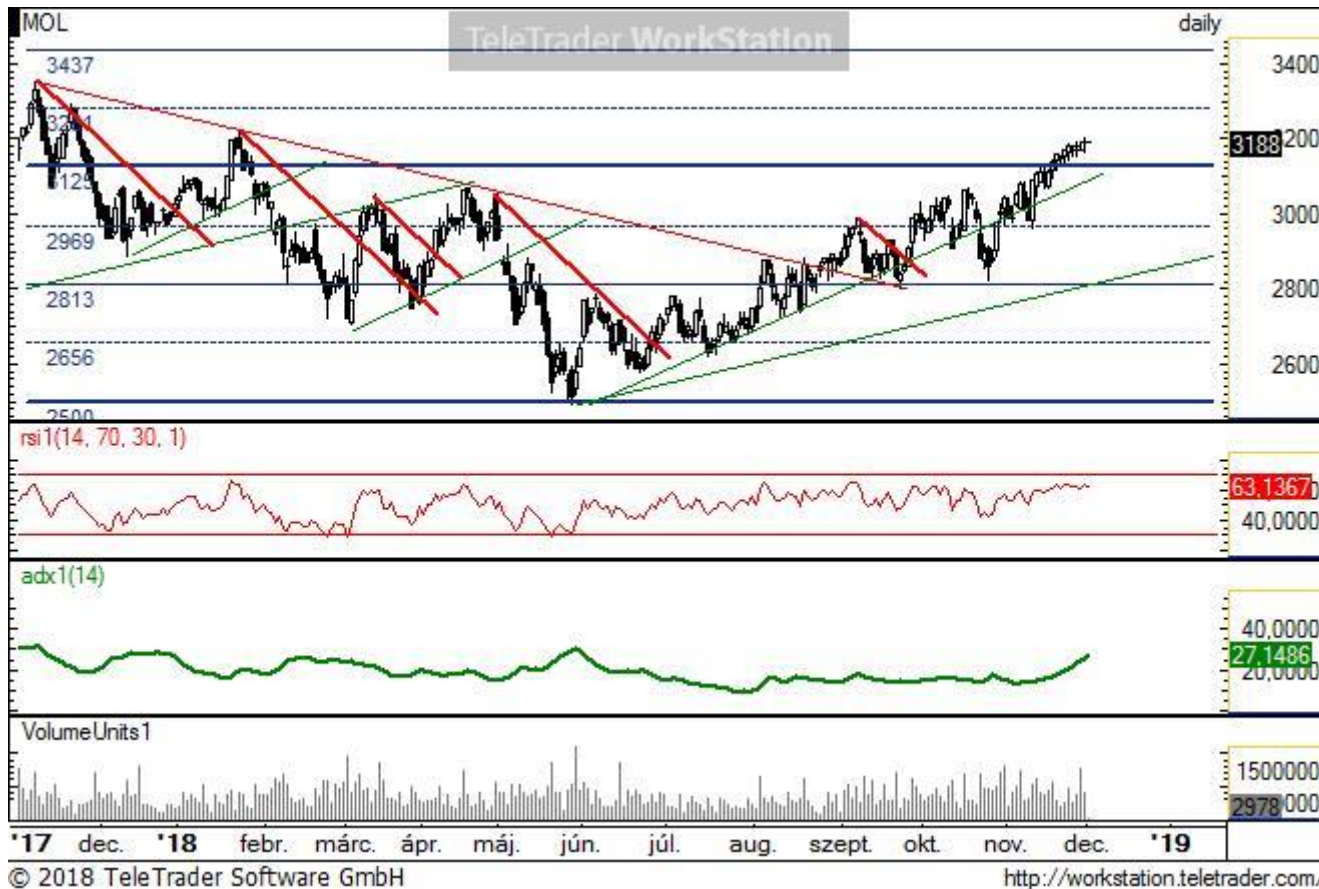 MOL
TeleTrader WorkStation
daily
3437
3400
3188
3125
3000
2969
2813
2800
2656
2600
2500
rsi1(14, 70, 30, 1)
63,1367
40,0000
adx1(14)
40,0000
27,1486
20,0000
VolumeUnits1
1500000
2978
'17 dec. '18 febr. márc. ápr. máj. jún. júl. aug. szept. okt. nov. dec. '19
© 2018 TeleTrader Software GmbH
http://workstation.teletrader.com/